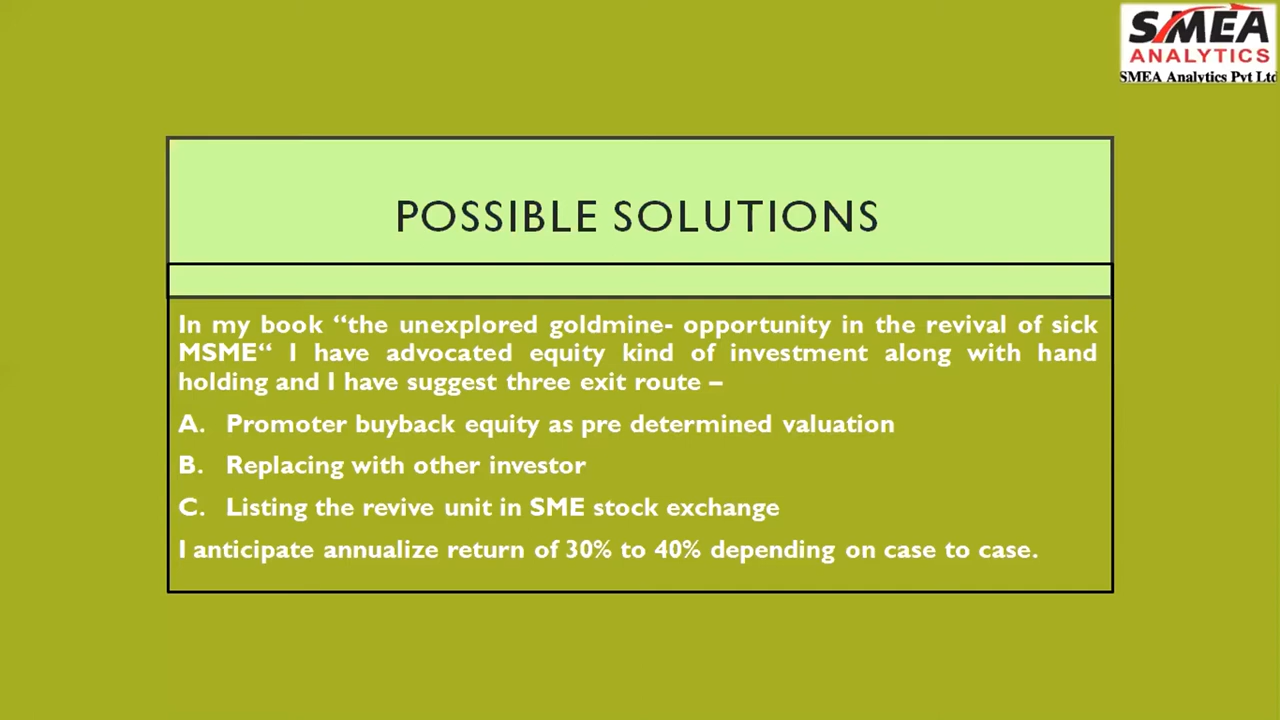 SMEA
ANALYTICS
SMEA Analytics Pvt Ltd
POSSIBLE SOLUTIONS
In my book “the unexplored goldmine- opportunity in the revival of sick
MSME“ I have advocated equity kind of investment along with hand
holding and I have suggest three exit route –
A. Promoter buyback equity as pre determined valuation
B. Replacing with other investor
C. Listing the revive unit in SME stock exchange
I anticipate annualize return of 30% to 40% depending on case to case.